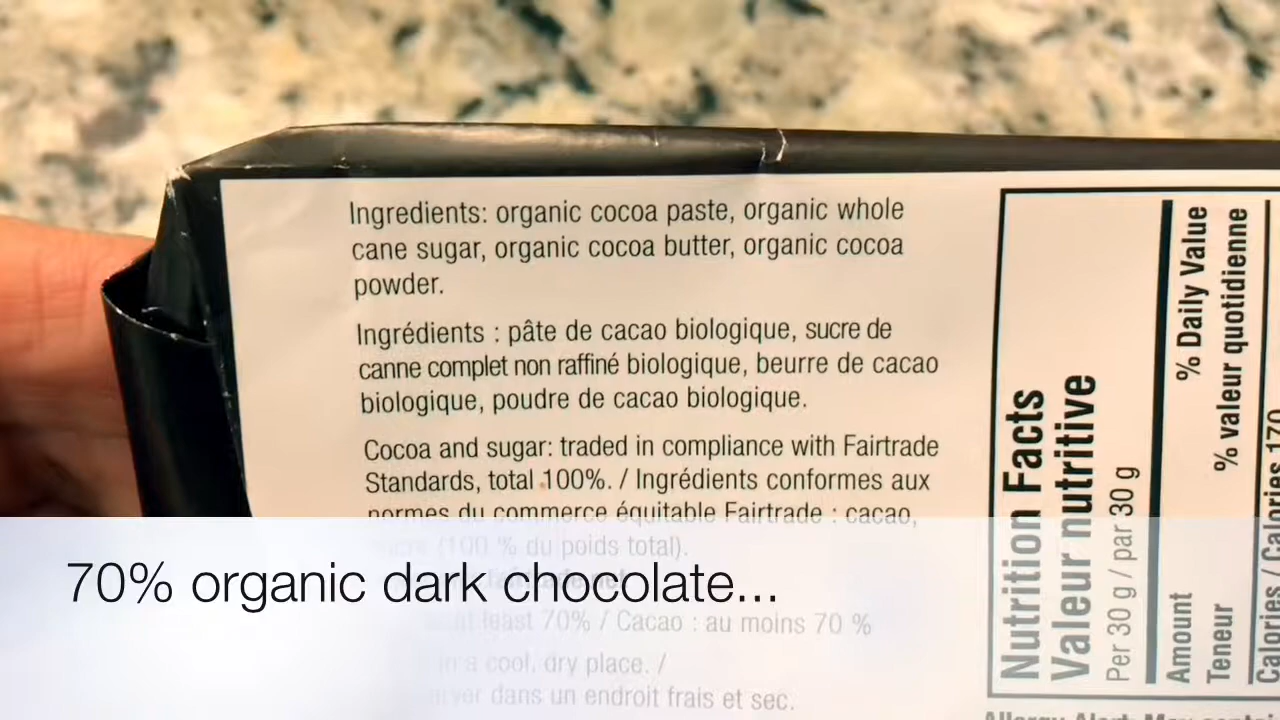 Ingredients: organic cocoa paste, organic whole
cane sugar, organic cocoa butter, organic cocoa
powder.
Ingrédients : pâte de cacao biologique, sucre de
canne complet non raffiné biologique, beurre de cacao
biologique, poudre de cacao biologique.
Cocoa and sugar: traded in compliance with Fairtrade
Standards, total 100%. / Ingrédients conformes aux
normes du commerce équitable Fairtrade : cacao,
(100 % du poids total).
least 70% / Cacao : au moins 70 %
cool, dry place. /
dans un endroit frais et sec.
70% organic dark chocolate...
Nutrition Facts
Valeur nutritive
Per 30 g / par 30 g
Amount
Teneur
% Daily Value
% valeur quotidienne
Calories / Calories 170
Allergy Alert: May